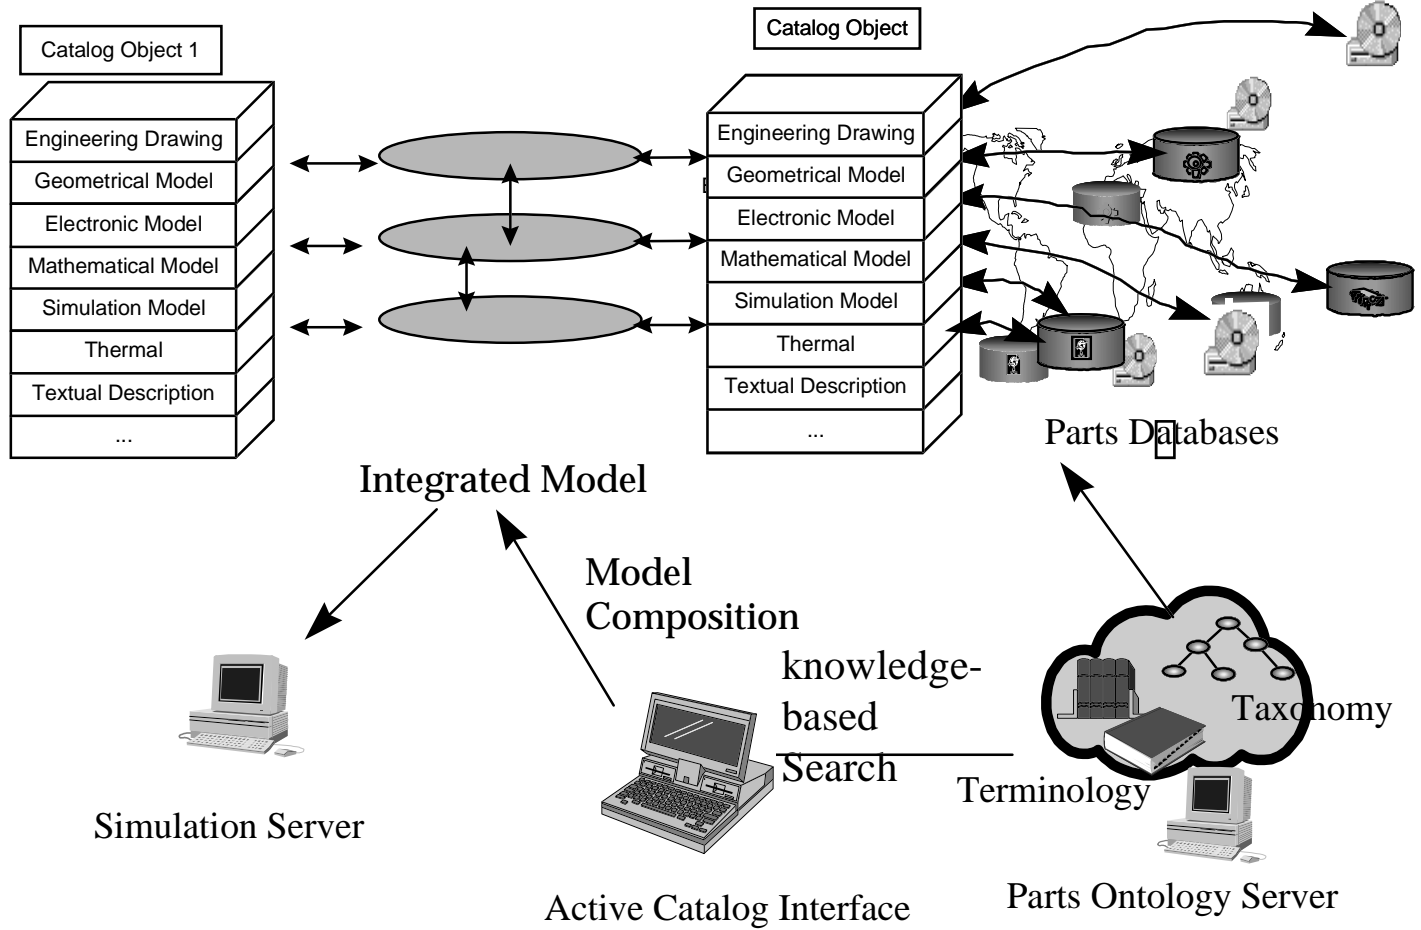 Catalog Object 1
Catalog Object
Engineering Drawing
Geometrical Model
Electronic Model
Mathematical Model
Simulation Model
Thermal
Textual Description
...
Engineering Drawing
Geometrical Model
Electronic Model
Mathematical Model
Simulation Model
Thermal
Textual Description
...
Parts Databases
Integrated Model
Model
Composition
knowledge-
based
Search
Taxonomy
Terminology
Simulation Server
Active Catalog Interface
Parts Ontology Server